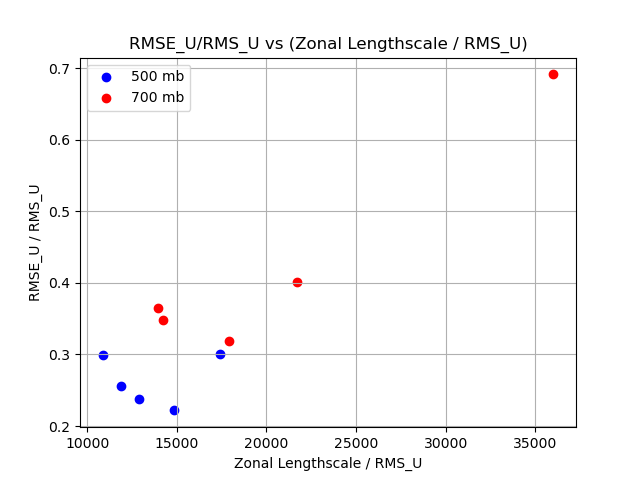 RMSE_U/RMS_U vs (Zonal Lengthscale / RMS_U)
500 mb
700 mb
0.7
0.6
0.5
0.4
0.3
0.2
RMSE_U / RMS_U
10000 15000 20000 25000 30000 35000
Zonal Lengthscale / RMS_U